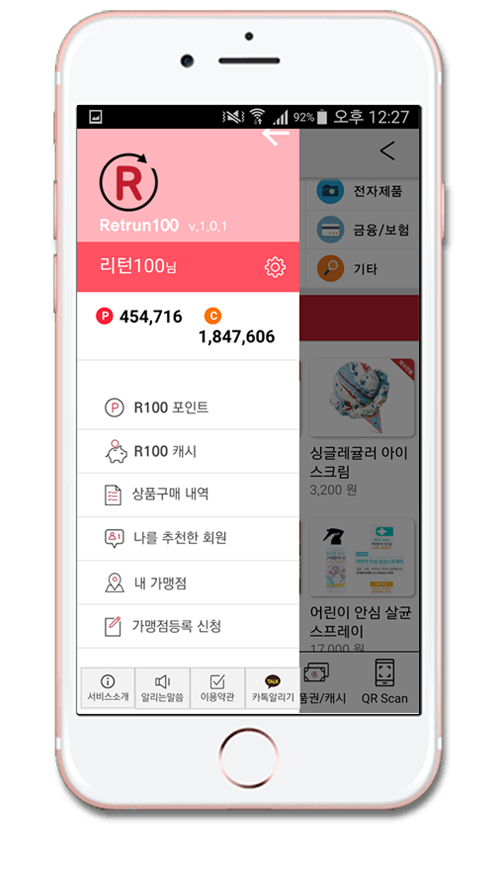 92% 오후 12:27
R
Retrun100 v.1.0.1
리턴100님
P 454,716
C 1,847,606
R100 포인트
R100 캐시
상품구매 내역
나를 추천한 회원
내 가맹점
가맹점등록 신청
서비스소개
알리는말씀
이용약관
TALK
카톡알리기
전자제품
금융/보험
기타
싱글레귤러 아이
스크림
3,200 원
어린이 안심 살균
스프레이
17,000 원
품권/캐시
QR Scan